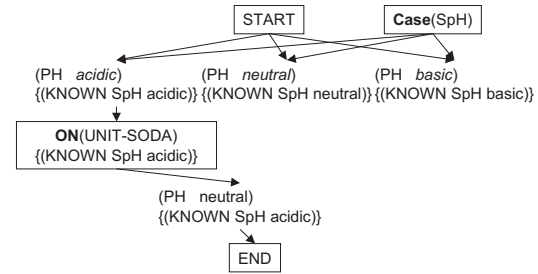 START
Case(SpH)
(PH acidic) (PH neutral) (PH basic)
{(KNOWN SpH acidic)} {(KNOWN SpH neutral)} {(KNOWN SpH basic)}
ON(UNIT-SODA)
{(KNOWN SpH acidic)}
(PH neutral)
{(KNOWN SpH acidic)}
END